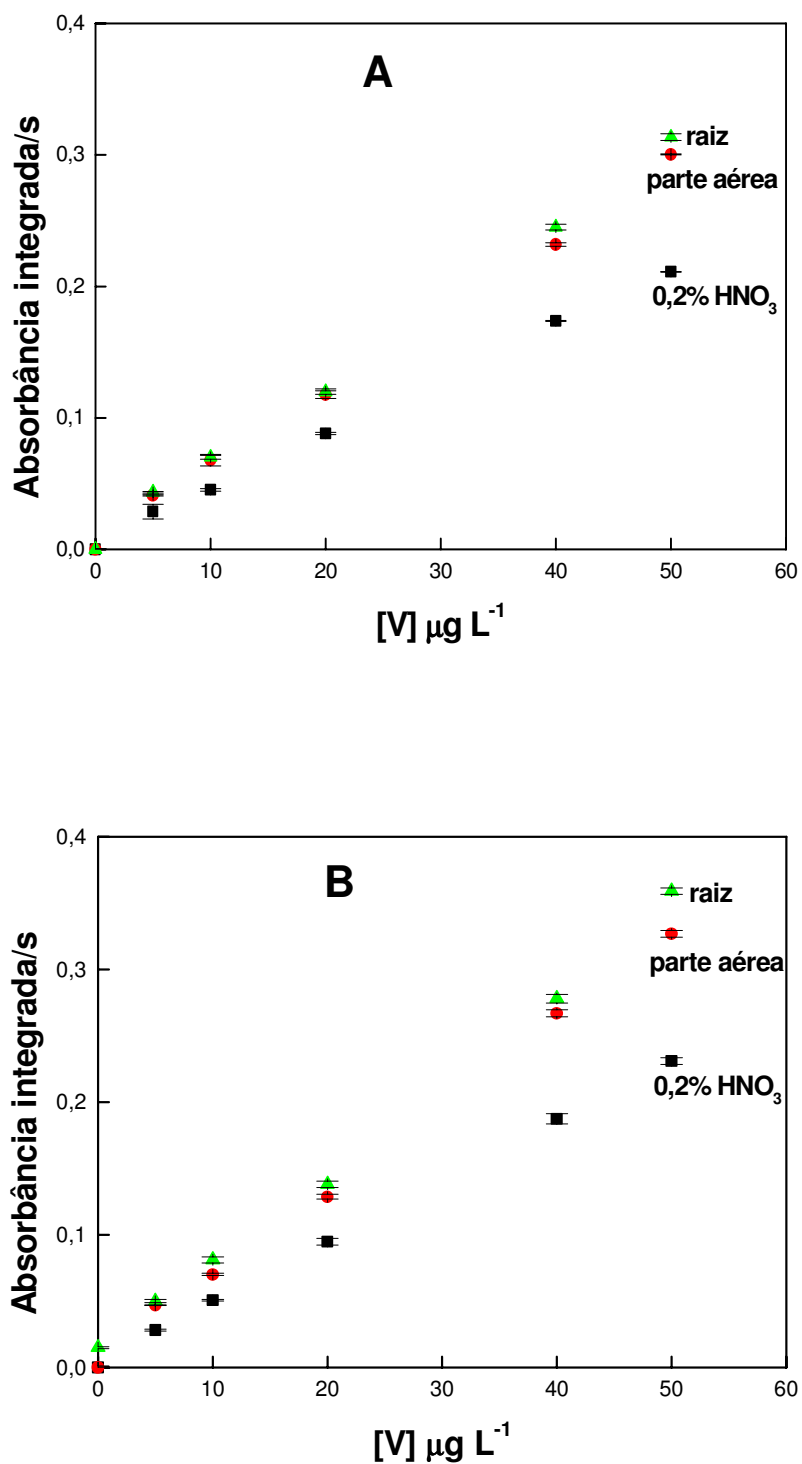 A
Absorbância integrada/s
0,4
0,3
0,2
0,1
0,0
raiz
parte aérea
0,2% HNO₃
0 10 20 30 40 50 60
[V] μg L⁻¹
B
Absorbância integrada/s
0,4
0,3
0,2
0,1
0,0
raiz
parte aérea
0,2% HNO₃
0 10 20 30 40 50 60
[V] μg L⁻¹